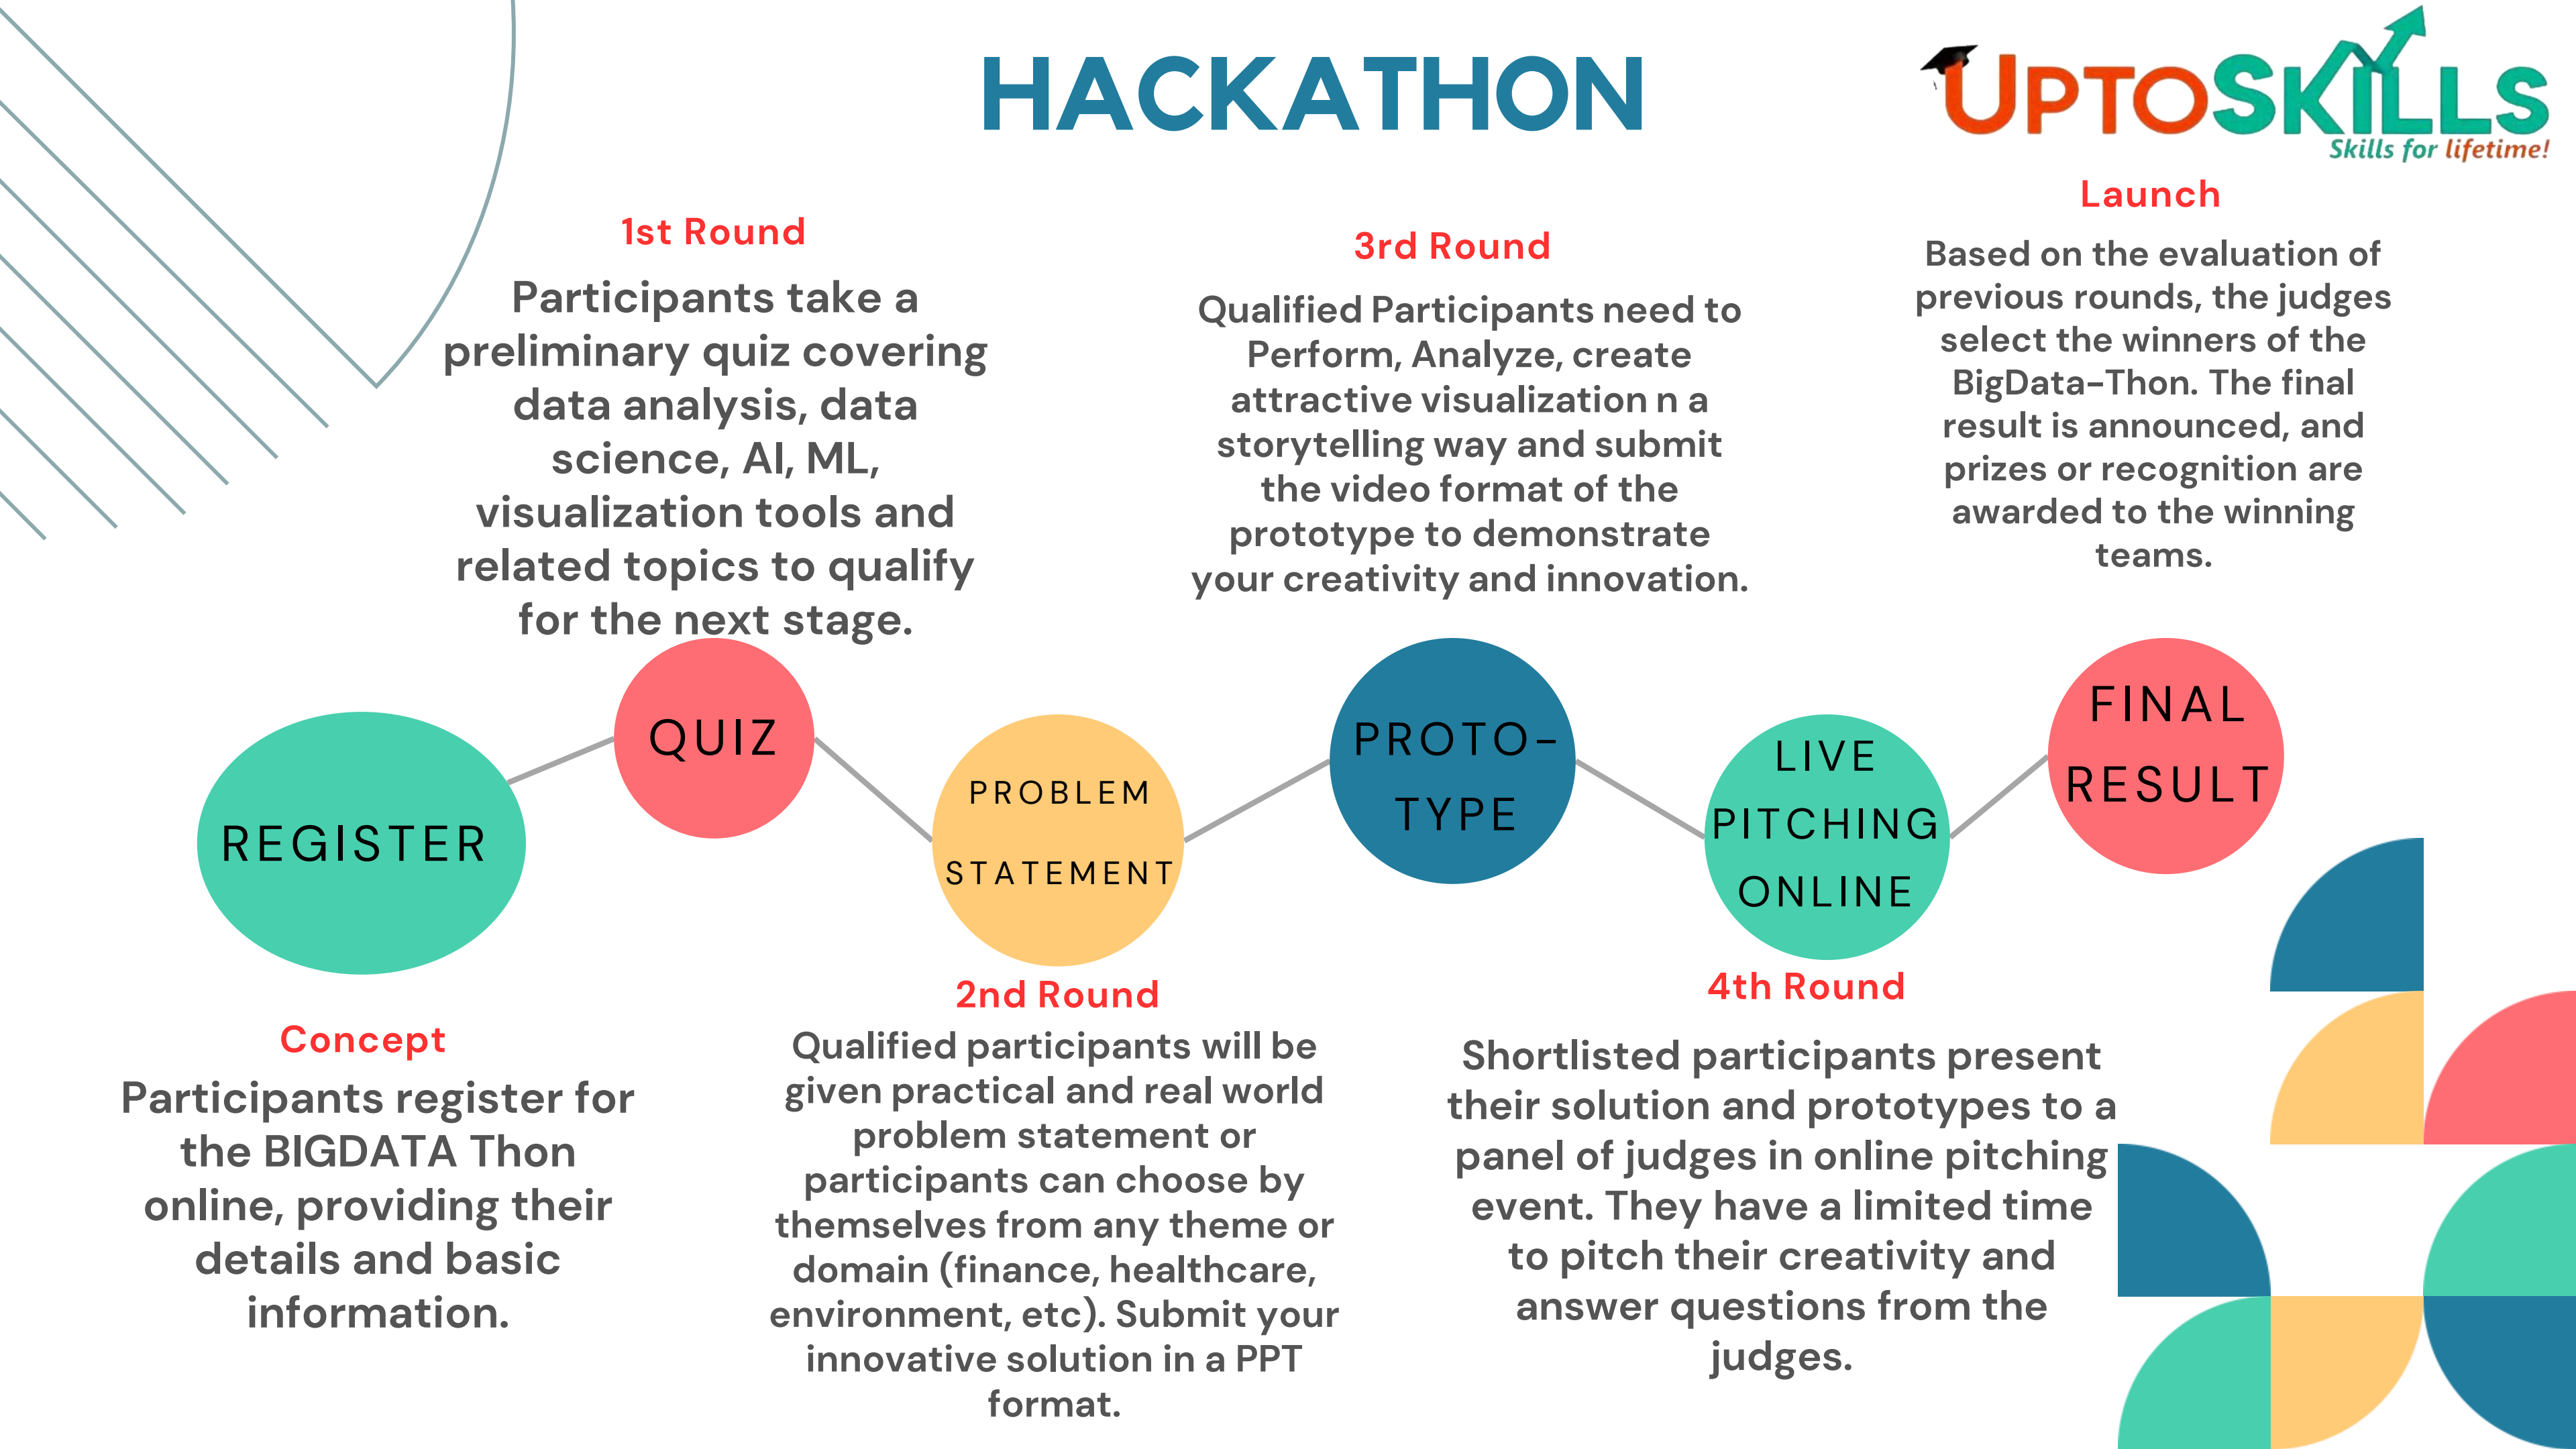 HACKATHON
UPTOSKILLS
Skills for lifetime!
Concept
Participants register for
the BIGDATA Thon
online, providing their
details and basic
information.
REGISTER
1st Round
Participants take a
preliminary quiz covering
data analysis, data
science, AI, ML,
visualization tools and
related topics to qualify
for the next stage.
QUIZ
PROBLEM
STATEMENT
2nd Round
Qualified participants will be
given practical and real world
problem statement or
participants can choose by
themselves from any theme or
domain (finance, healthcare,
environment, etc). Submit your
innovative solution in a PPT
format.
3rd Round
Qualified Participants need to
Perform, Analyze, create
attractive visualization n a
storytelling way and submit
the video format of the
prototype to demonstrate
your creativity and innovation.
PROTO-
TYPE
LIVE
PITCHING
ONLINE
4th Round
Shortlisted participants present
their solution and prototypes to a
panel of judges in online pitching
event. They have a limited time
to pitch their creativity and
answer questions from the
judges.
Launch
Based on the evaluation of
previous rounds, the judges
select the winners of the
BigData-Thon. The final
result is announced, and
prizes or recognition are
awarded to the winning
teams.
FINAL
RESULT